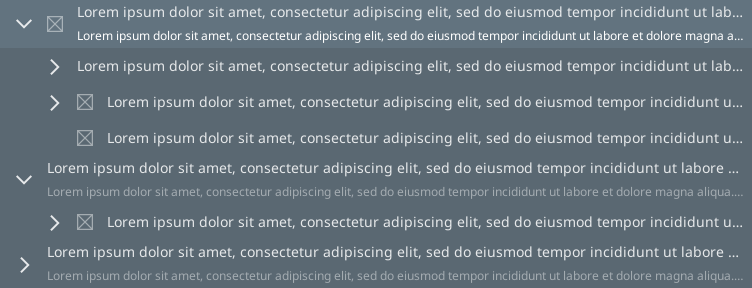 Lorem ipsum dolor sit amet, consectetur adipiscing elit, sed do eiusmod tempor incididunt ut lab...
Lorem ipsum dolor sit amet, consectetur adipiscing elit, sed do eiusmod tempor incididunt ut labore et dolore magna a...
Lorem ipsum dolor sit amet, consectetur adipiscing elit, sed do eiusmod tempor incididunt ut lab...
Lorem ipsum dolor sit amet, consectetur adipiscing elit, sed do eiusmod tempor incididunt u...
Lorem ipsum dolor sit amet, consectetur adipiscing elit, sed do eiusmod tempor incididunt u...
Lorem ipsum dolor sit amet, consectetur adipiscing elit, sed do eiusmod tempor incididunt ut labore ...
Lorem ipsum dolor sit amet, consectetur adipiscing elit, sed do eiusmod tempor incididunt ut labore et dolore magna aliqua....
Lorem ipsum dolor sit amet, consectetur adipiscing elit, sed do eiusmod tempor incididunt u...
Lorem ipsum dolor sit amet, consectetur adipiscing elit, sed do eiusmod tempor incididunt ut labore ...
Lorem ipsum dolor sit amet, consectetur adipiscing elit, sed do eiusmod tempor incididunt ut labore et dolore magna aliqua....